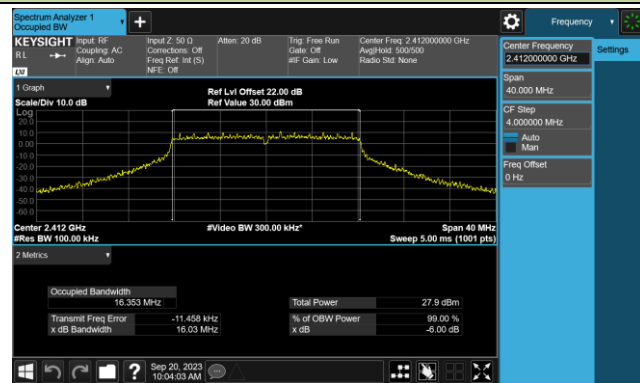 Spectrum Analyzer 1
Occupied BW
Frequency
KEYSIGHT
RL
LXI
Input: RF
Coupling: AC
Align: Auto
Input Z: 50 Ω
Corrections: Off
Freq Ref: Int (S)
NFE: Off
Atten: 20 dB
Trig: Free Run
Gate: Off
#IF Gain: Low
Center Freq: 2.412000000 GHz
Avg|Hold: 500/500
Radio Std: None
Center Frequency
2.412000000 GHz
Settings
Span
40.000 MHz
CF Step
4.000000 MHz
Auto
Man
Freq Offset
0 Hz
1 Graph
Scale/Div 10.0 dB
Ref Lvl Offset 22.00 dB
Ref Value 30.00 dBm
Log
20.0
10.0
0.00
-10.0
-20.0
-30.0
-40.0
-50.0
-60.0
Center 2.412 GHz
#Res BW 100.00 kHz
#Video BW 300.00 kHz*
Span 40 MHz
Sweep 5.00 ms (1001 pts)
2 Metrics
Occupied Bandwidth
16.353 MHz
Total Power 27.9 dBm
Transmit Freq Error -11.458 kHz
% of OBW Power 99.00 %
x dB Bandwidth 16.03 MHz
x dB -6.00 dB
Sep 20, 2023
10:04:03 AM